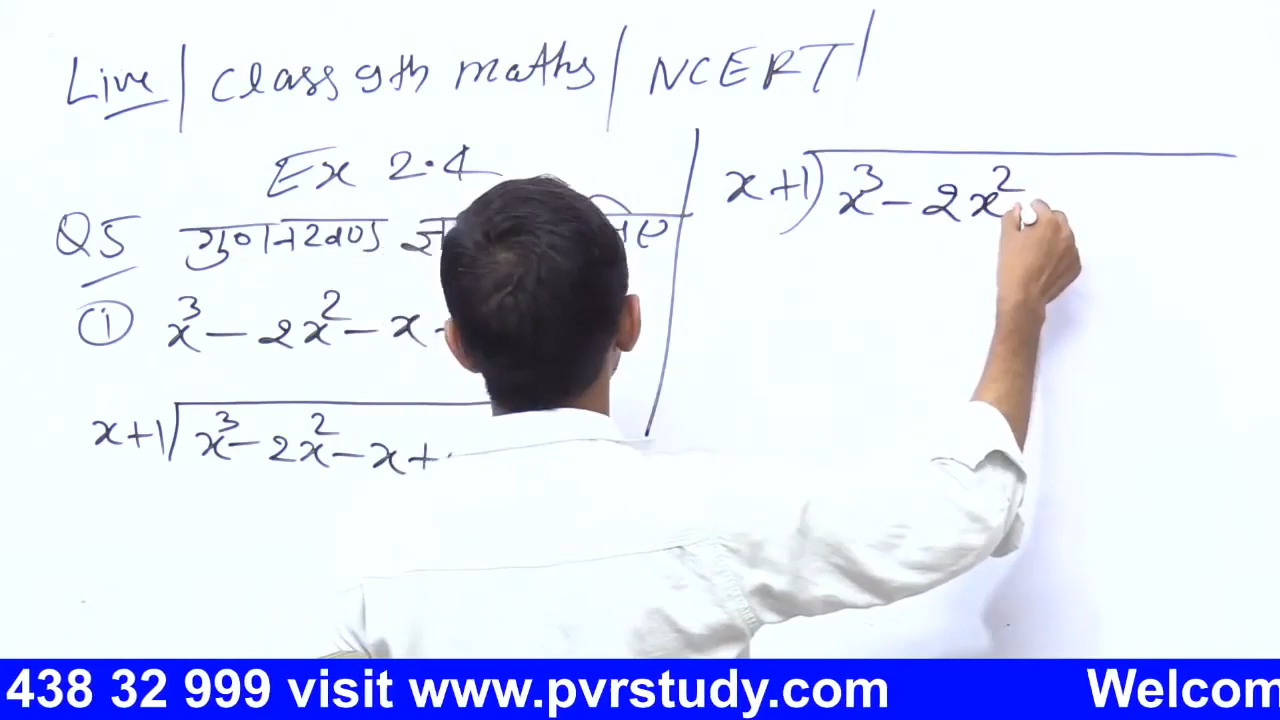 Live | Class 9th maths | NCERT |
Ex 2.4
Q5 गुणनखण्ड
① x³ - 2x² - x -
x+1) x³ - 2x² - x +
x+1) x³ - 2x²
438 32 999 visit www.pvrstudy.com Welcom